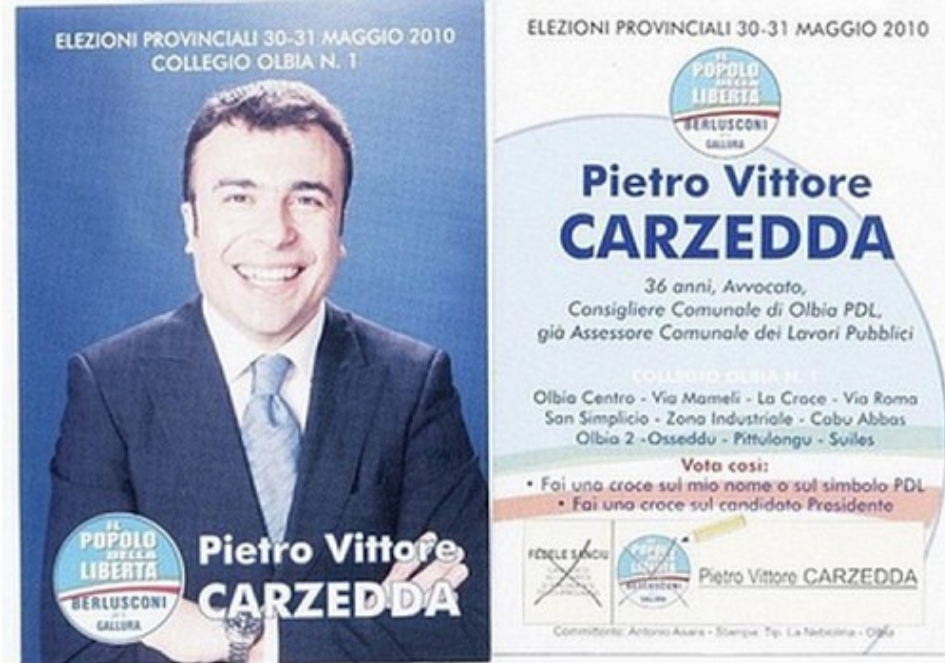 ELEZIONI PROVINCIALI 30-31 MAGGIO 2010
COLLEGIO OLBIA N. 1
IL
POPOLO
DELLA
LIBERTÀ
BERLUSCONI
GALLURA
Pietro Vittore
CARZEDDA
ELEZIONI PROVINCIALI 30-31 MAGGIO 2010
IL
POPOLO
DELLA
LIBERTÀ
BERLUSCONI
GALLURA
Pietro Vittore
CARZEDDA
36 anni, Avvocato,
Consigliere Comunale di Olbia PDL,
già Assessore Comunale dei Lavori Pubblici
COLLEGIO OLBIA N. 1
Olbia Centro - Via Mameli - La Croce - Via Roma
San Simplicio - Zona Industriale - Cabu Abbas
Olbia 2 -Osseddu - Pittulongu - Suiles
Vota così:
• Fai una croce sul mio nome o sul simbolo PDL
• Fai una croce sul candidato Presidente
FEDELE SANCIU
Pietro Vittore CARZEDDA
Committente: Antonio Asara - Stampa: Tip. La Nebiolina - Olbia